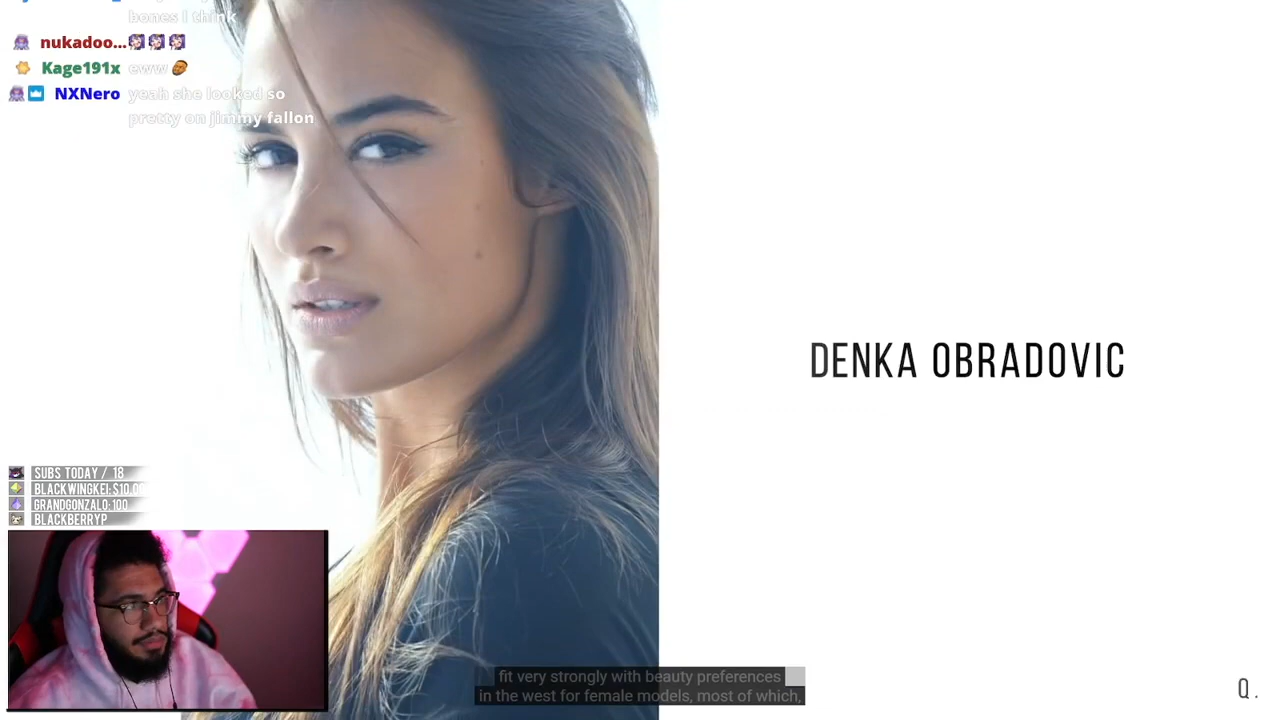 bones I think
nukadoo...
Kage191x eww
NXNero yeah she looked so
pretty on jimmy fallon
DENKA OBRADOVIC
SUBS TODAY / 18
BLACKWINGKEI: $10.00
GRANDGONZALO: 100
BLACKBERRYP
fit very strongly with beauty preferences
in the west for female models, most of which,
Q.